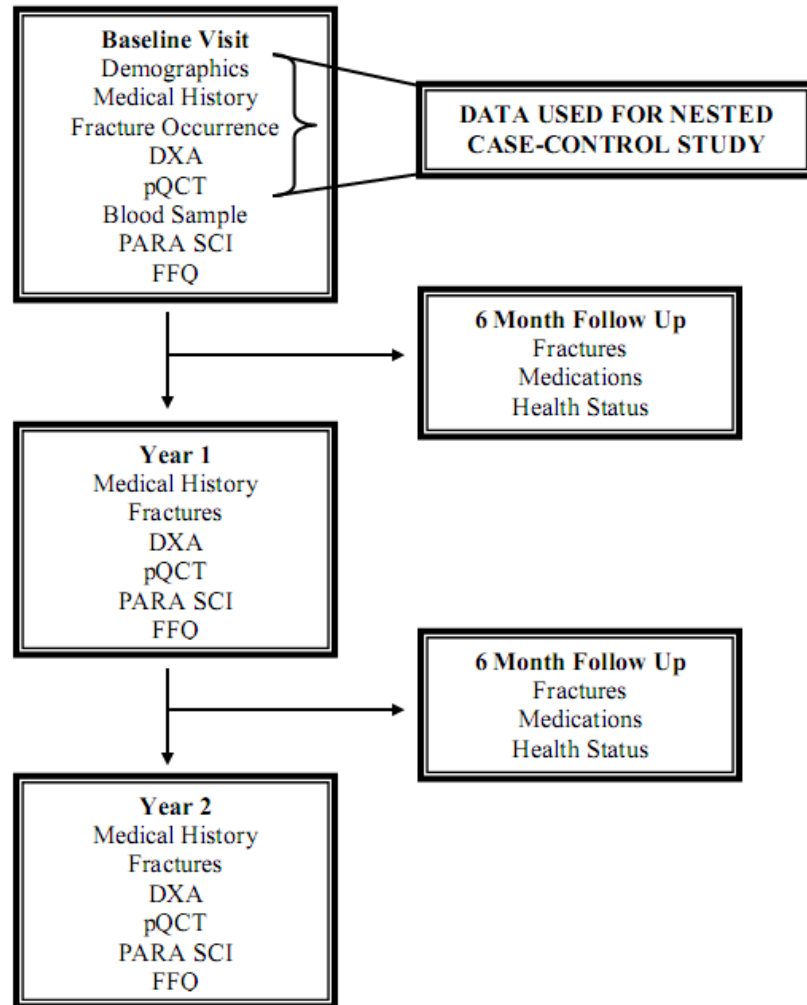 Baseline Visit
Demographics
Medical History
Fracture Occurrence
DXA
pQCT
Blood Sample
PARA SCI
FFQ
DATA USED FOR NESTED
CASE-CONTROL STUDY
6 Month Follow Up
Fractures
Medications
Health Status
Year 1
Medical History
Fractures
DXA
pQCT
PARA SCI
FFQ
6 Month Follow Up
Fractures
Medications
Health Status
Year 2
Medical History
Fractures
DXA
pQCT
PARA SCI
FFQ